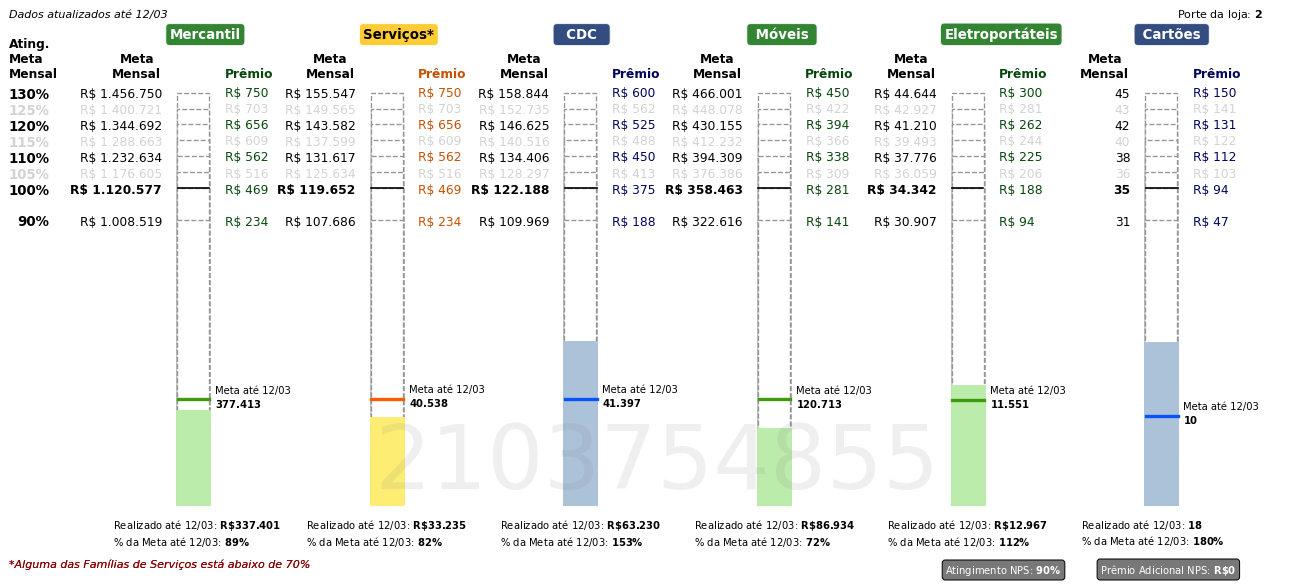 Dados atualizados até 12/03 Porte da loja: 2
Mercantil Serviços* CDC Móveis Eletroportáteis Cartões
Ating. Meta Mensal Meta Mensal Prêmio Meta Mensal Prêmio Meta Mensal Prêmio Meta Mensal Prêmio Meta Mensal Prêmio Meta Mensal Prêmio
130% R$ 1.456.750 R$ 750 R$ 155.547 R$ 750 R$ 158.844 R$ 600 R$ 466.001 R$ 450 R$ 44.644 R$ 300 45 R$ 150
125% R$ 1.400.721 R$ 703 R$ 149.565 R$ 703 R$ 152.735 R$ 562 R$ 448.078 R$ 422 R$ 42.927 R$ 281 43 R$ 141
120% R$ 1.344.692 R$ 656 R$ 143.582 R$ 656 R$ 146.625 R$ 525 R$ 430.155 R$ 394 R$ 41.210 R$ 262 42 R$ 131
115% R$ 1.288.663 R$ 609 R$ 137.599 R$ 609 R$ 140.516 R$ 488 R$ 412.232 R$ 366 R$ 39.493 R$ 244 40 R$ 122
110% R$ 1.232.634 R$ 562 R$ 131.617 R$ 562 R$ 134.406 R$ 450 R$ 394.309 R$ 338 R$ 37.776 R$ 225 38 R$ 112
105% R$ 1.176.605 R$ 516 R$ 125.634 R$ 516 R$ 128.297 R$ 413 R$ 376.386 R$ 309 R$ 36.059 R$ 206 36 R$ 103
100% R$ 1.120.577 R$ 469 R$ 119.652 R$ 469 R$ 122.188 R$ 375 R$ 358.463 R$ 281 R$ 34.342 R$ 188 35 R$ 94
90% R$ 1.008.519 R$ 234 R$ 107.686 R$ 234 R$ 109.969 R$ 188 R$ 322.616 R$ 141 R$ 30.907 R$ 94 31 R$ 47
Meta até 12/03 Meta até 12/03 Meta até 12/03 Meta até 12/03 Meta até 12/03 Meta até 12/03
377.413 40.538 41.397 120.713 11.551 10
2103754855
Realizado até 12/03: R$337.401 Realizado até 12/03: R$33.235 Realizado até 12/03: R$63.230 Realizado até 12/03: R$86.934 Realizado até 12/03: R$12.967 Realizado até 12/03: 18
% da Meta até 12/03: 89% % da Meta até 12/03: 82% % da Meta até 12/03: 153% % da Meta até 12/03: 72% % da Meta até 12/03: 112% % da Meta até 12/03: 180%
*Alguma das Famílias de Serviços está abaixo de 70% Atingimento NPS: 90% Prêmio Adicional NPS: R$0